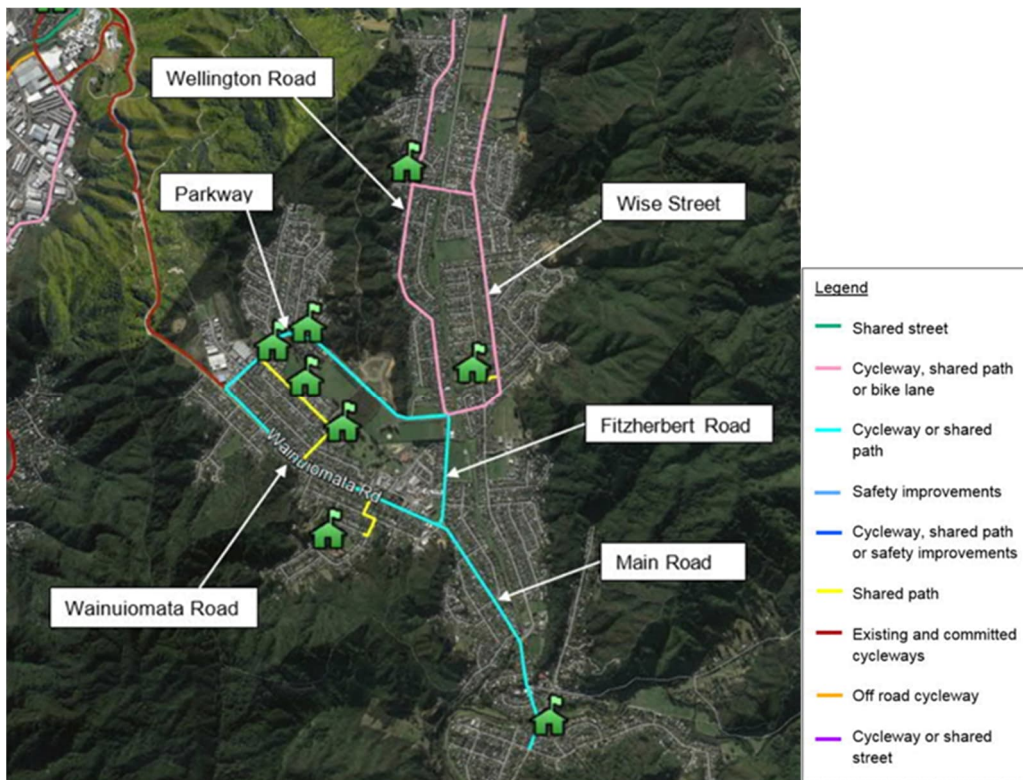 Wellington Road
Parkway
Wise Street
Fitzherbert Road
Wainuiomata Rd
Main Road
Wainuiomata Road
Legend
Shared street
Cycleway, shared path
or bike lane
Cycleway or shared
path
Safety improvements
Cycleway, shared path
or safety improvements
Shared path
Existing and committed
cycleways
Off road cycleway
Cycleway or shared
street